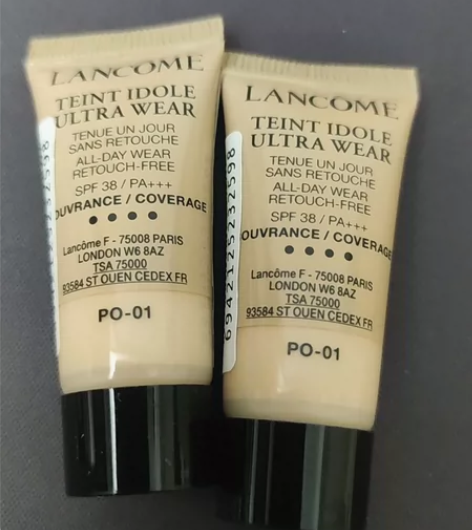 LANCOME
TEINT IDOLE
ULTRA WEAR
TENUE UN JOUR
SANS RETOUCHE
ALL-DAY WEAR
RETOUCH-FREE
SPF 38 / PA+++
OUVRANCE / COVERAGE
Lancôme F - 75008 PARIS
LONDON W6 8AZ
TSA 75000
93584 ST OUEN CEDEX FR
PO-01
LANCOME
TEINT IDOLE
ULTRA WEAR
TENUE UN JOUR
SANS RETOUCHE
ALL-DAY WEAR
RETOUCH-FREE
SPF 38 / PA+++
OUVRANCE / COVERAGE
Lancôme F - 75008 PARIS
LONDON W6 8AZ
TSA 75000
93584 ST OUEN CEDEX FR
PO-01
6942125232598